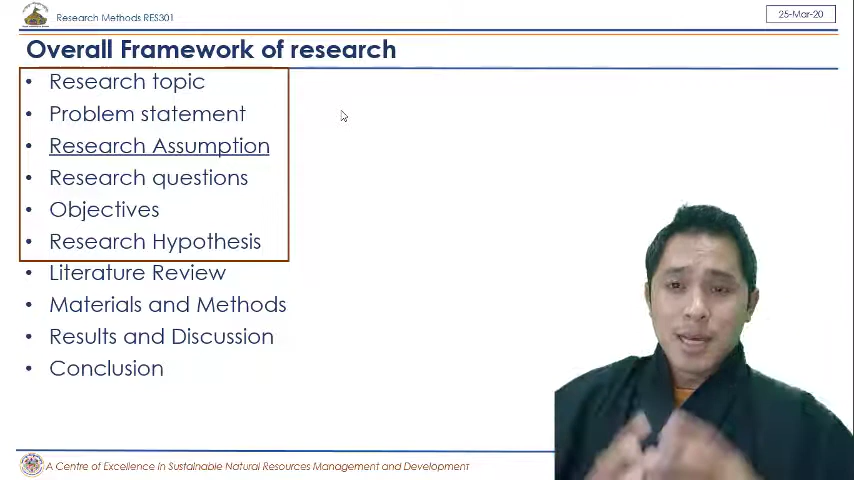 Research Methods RES301
25-Mar-20
Overall Framework of research
• Research topic
• Problem statement
• Research Assumption
• Research questions
• Objectives
• Research Hypothesis
• Literature Review
• Materials and Methods
• Results and Discussion
• Conclusion
A Centre of Excellence in Sustainable Natural Resources Management and Development